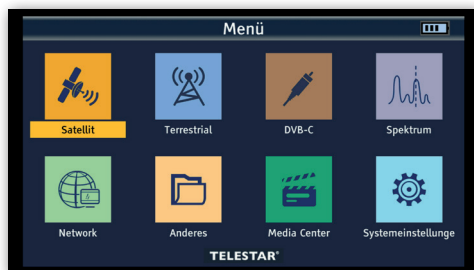 Menü
Satellit
Terrestrial
DVB-C
Spektrum
Network
Anderes
Media Center
Systemeinstellunge
TELESTAR